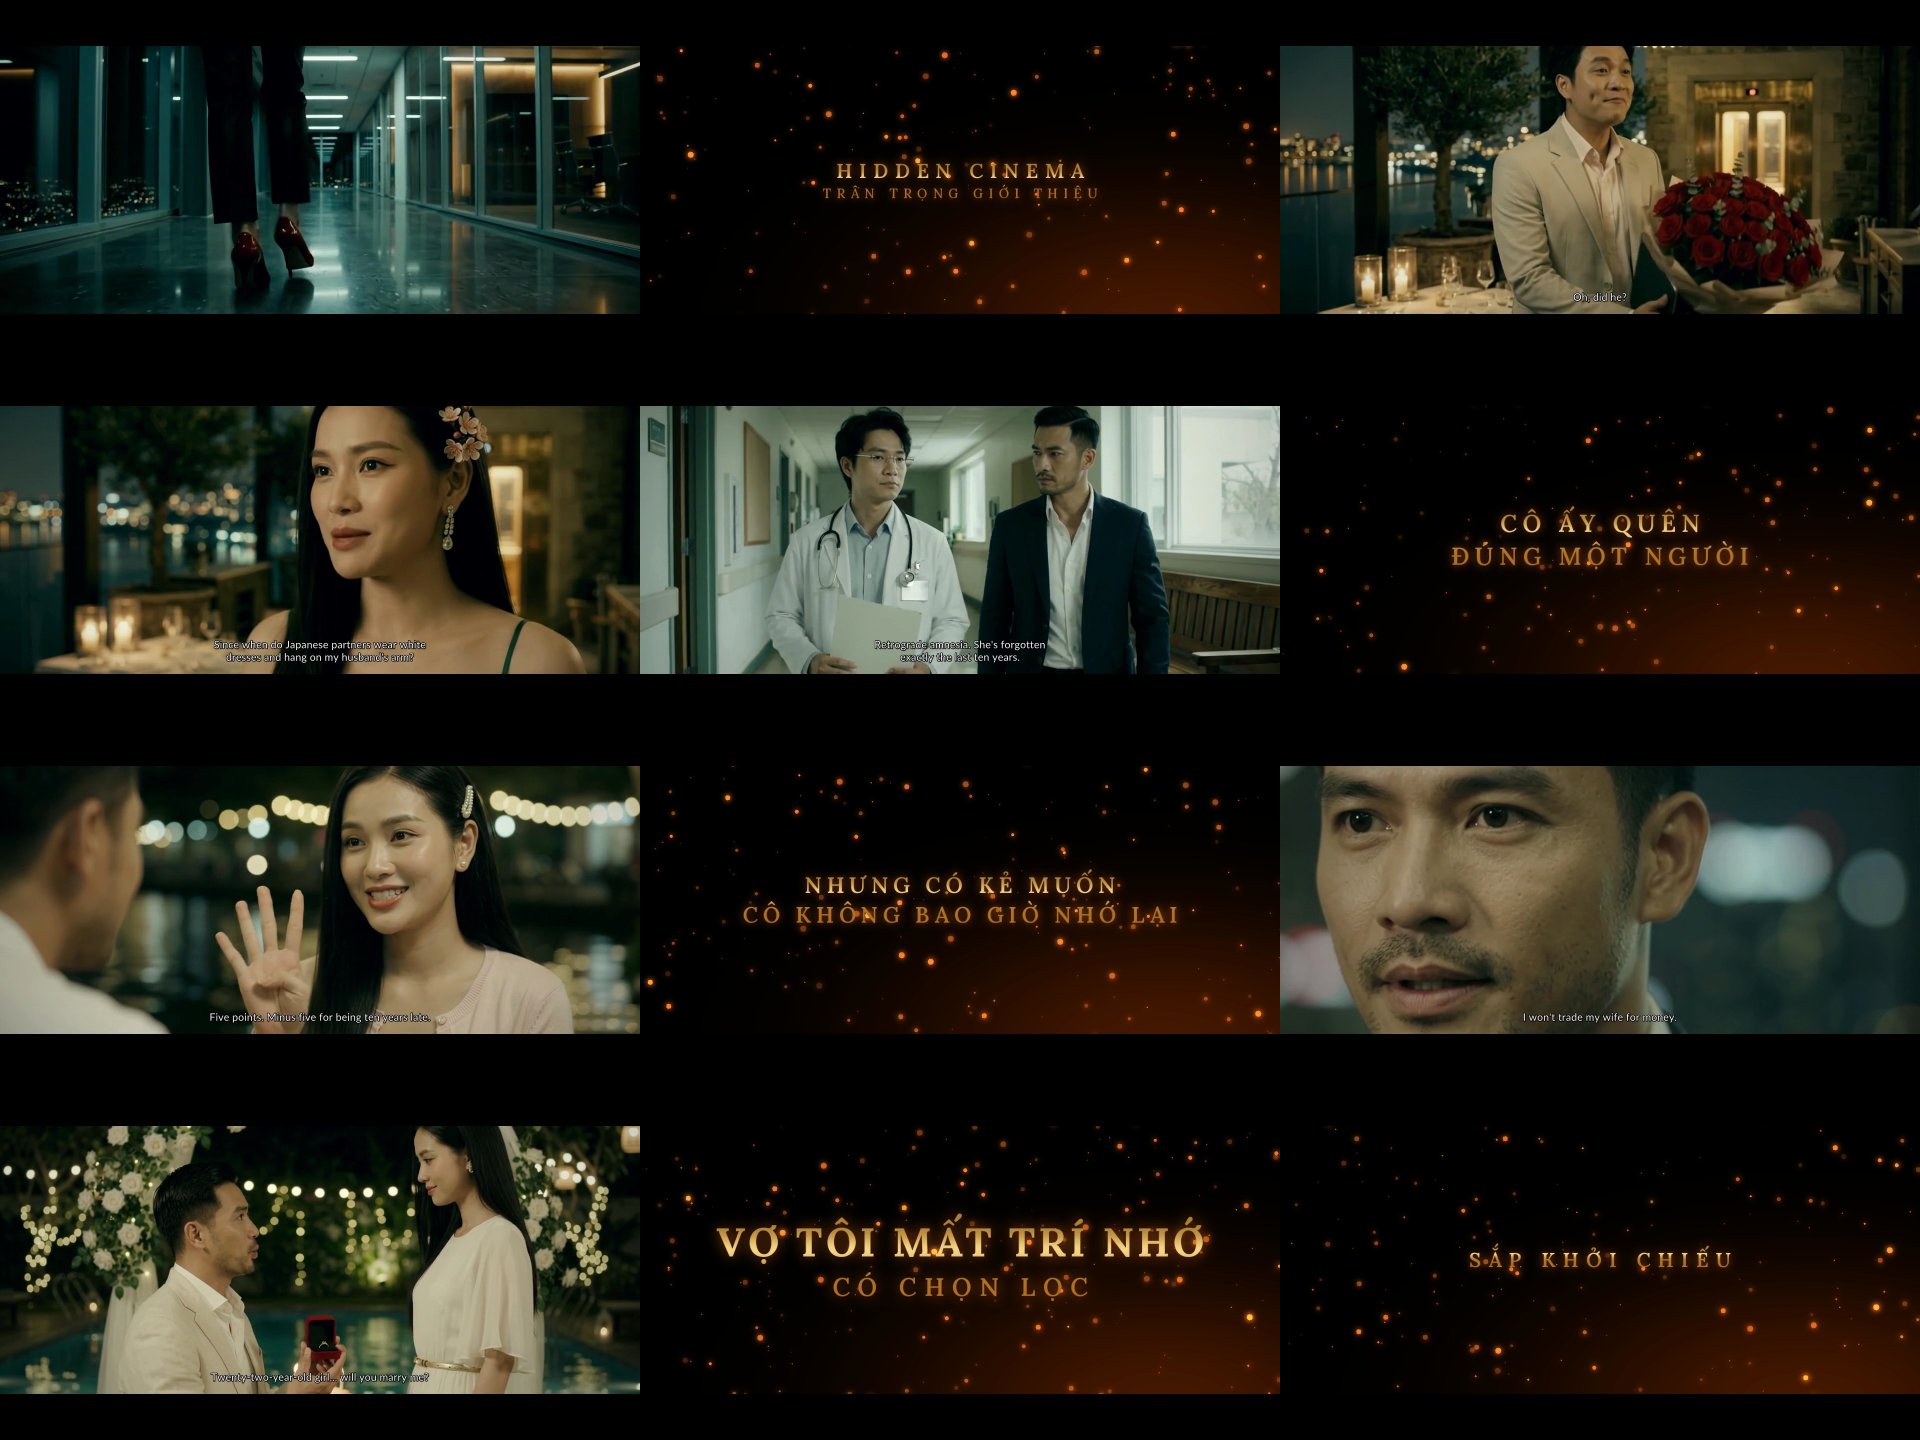 HIDDEN CINEMA
TRÂN TRỌNG GIỚI THIỆU
Oh, did he?
Since when do Japanese partners wear white
dresses and hang on my husband's arm?
Retrograde amnesia. She's forgotten
exactly the last ten years.
CÔ ẤY QUÊN
ĐÚNG MỘT NGƯỜI
Five points. Minus five for being ten years late.
NHƯNG CÓ KẺ MUỐN
CÔ KHÔNG BAO GIỜ NHỚ LẠI
I won't trade my wife for money.
Twenty-two-year-old girl... will you marry me?
VỢ TÔI MẤT TRÍ NHỚ
CÓ CHỌN LỌC
SẮP KHỞI CHIẾU